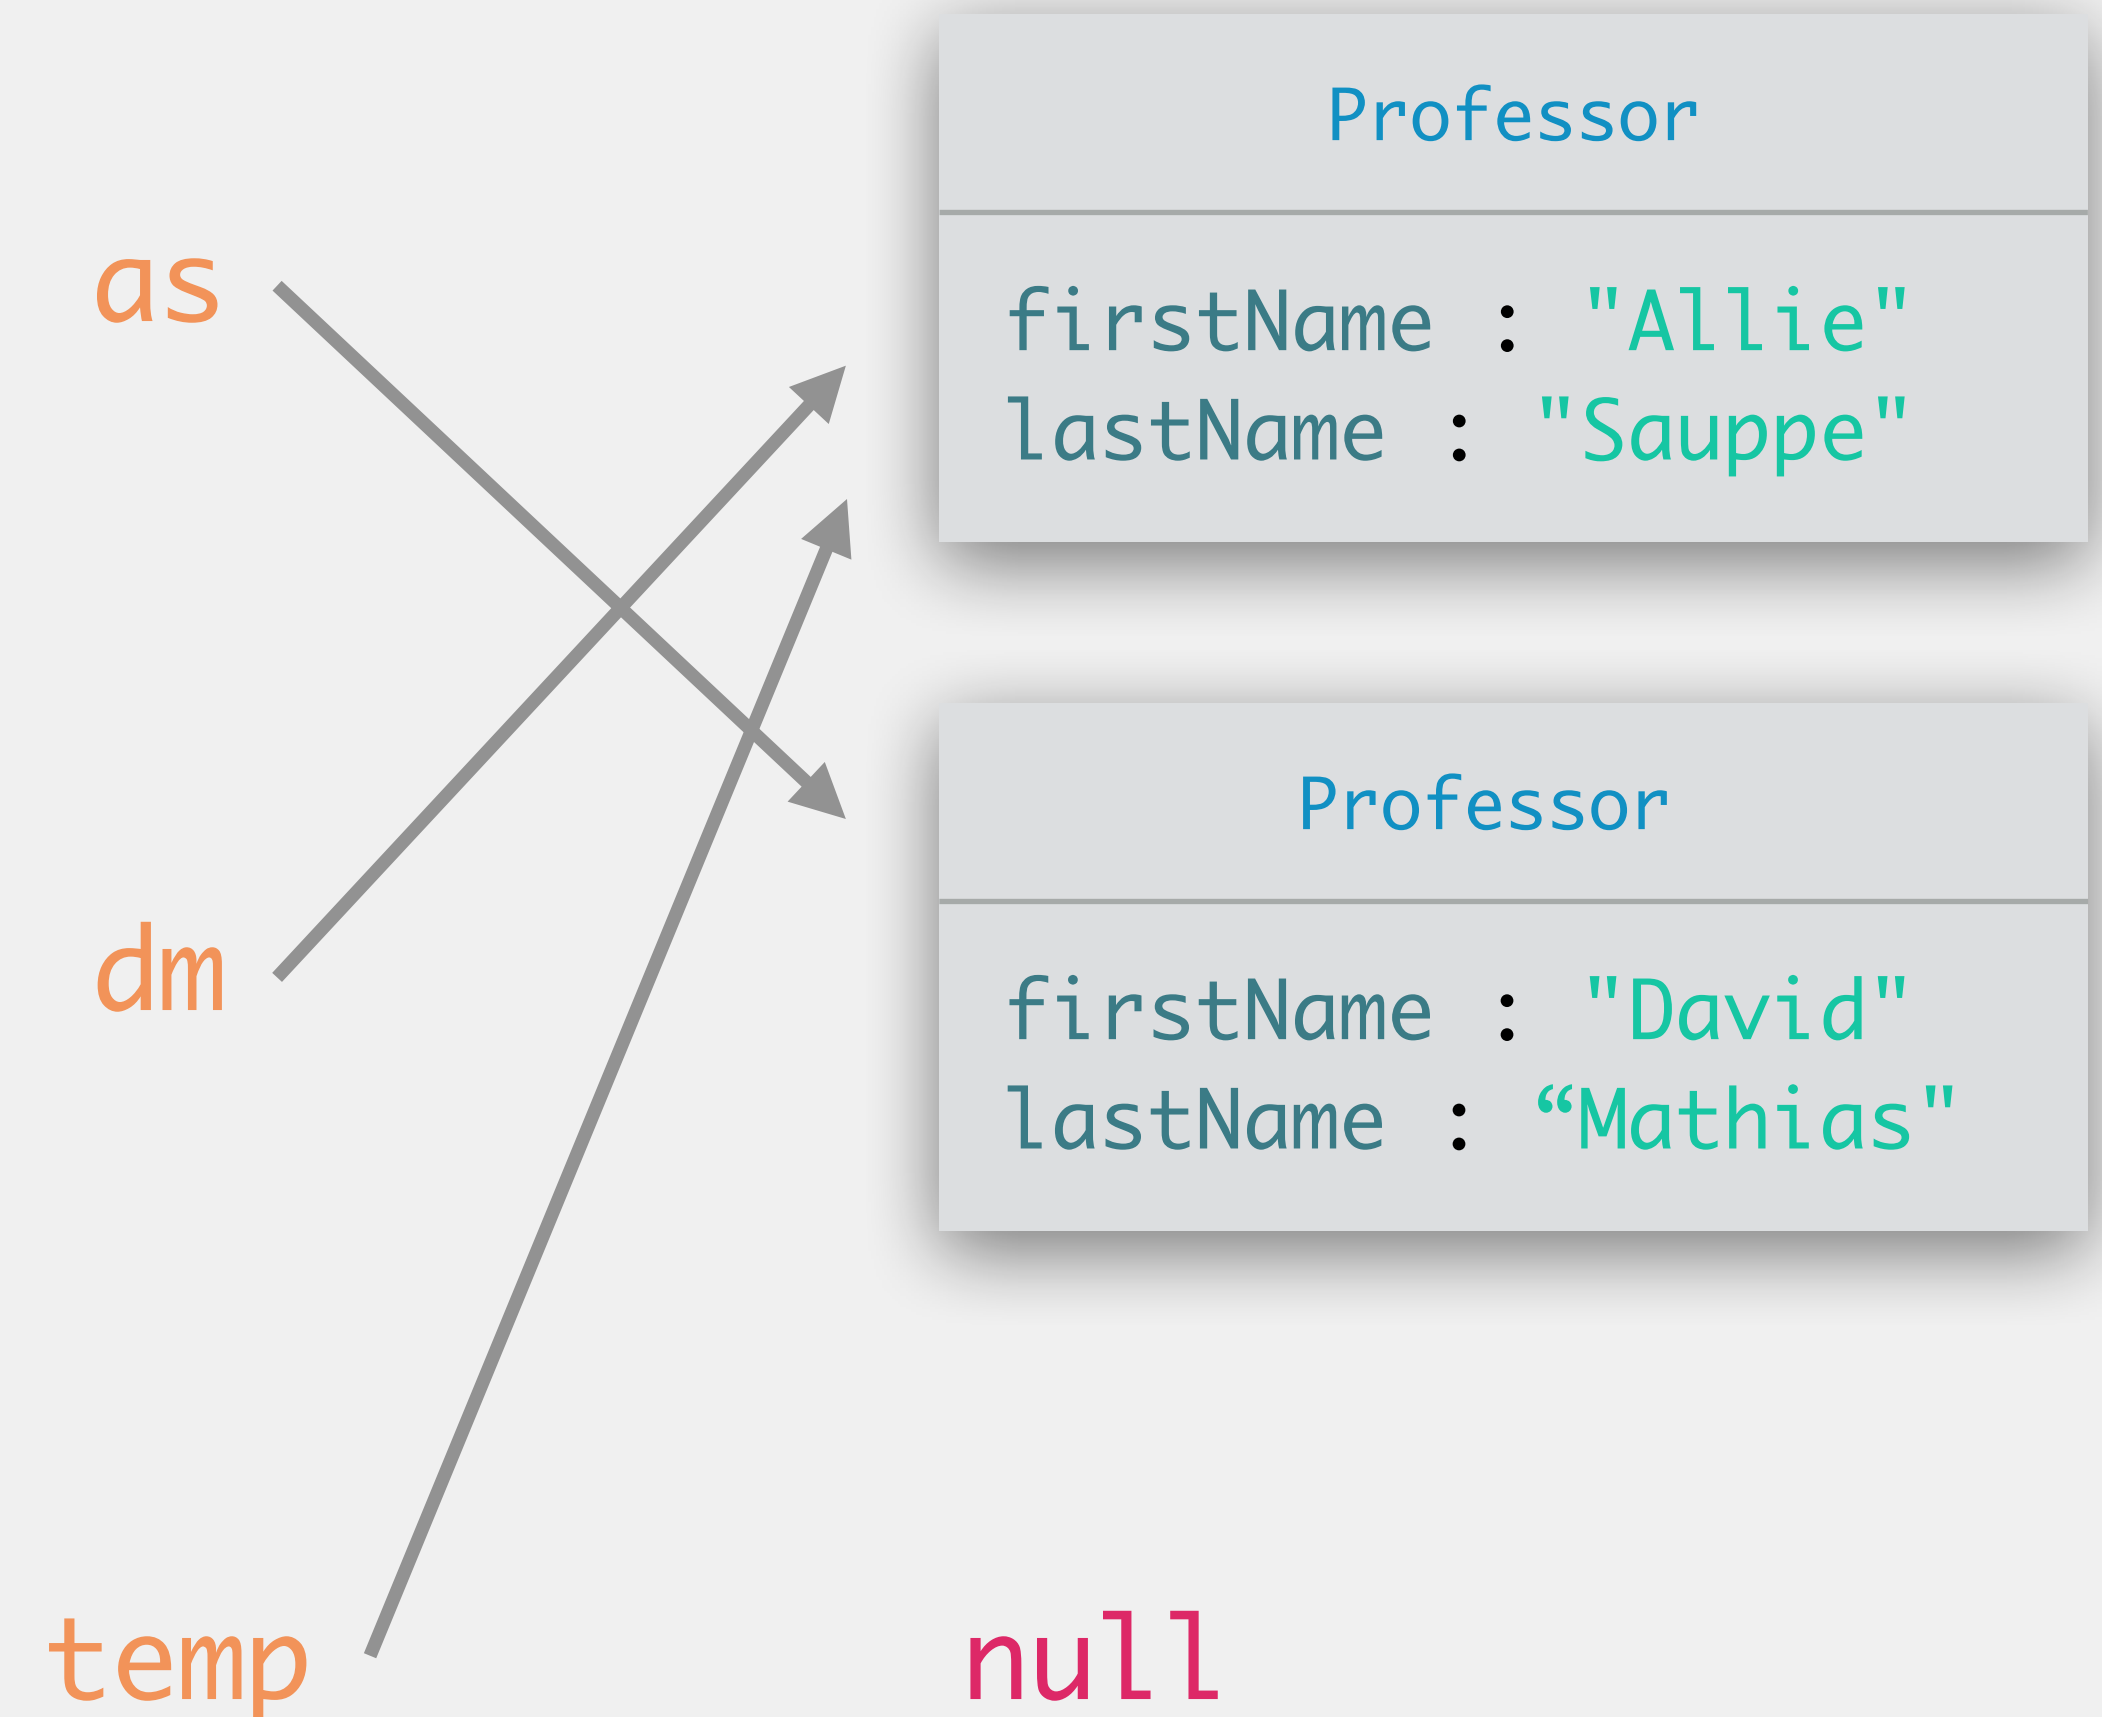 Professor
as
firstName : "Allie"
lastName : "Sauppe"
Professor
dm
firstName : "David"
lastName : “Mathias"
temp
null